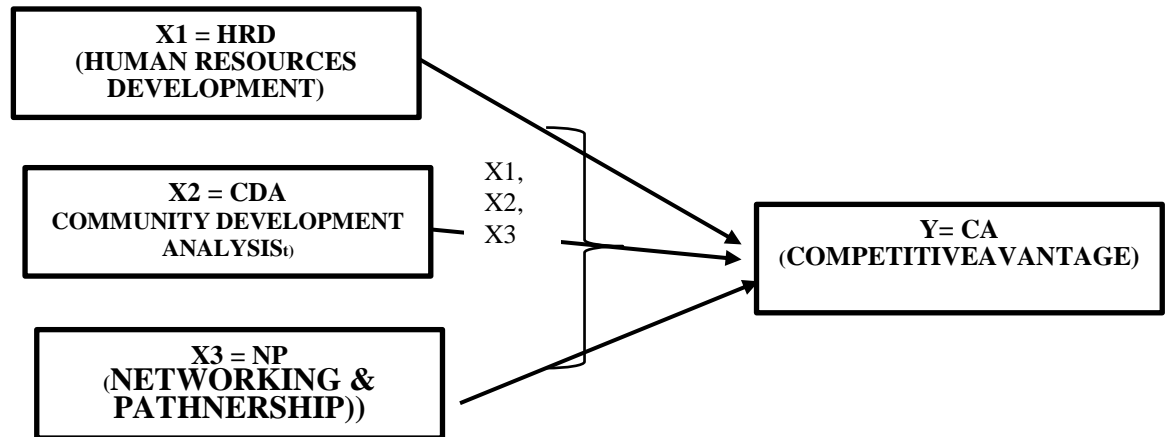 X1 = HRD
(HUMAN RESOURCES
DEVELOPMENT)
X2 = CDA
COMMUNITY DEVELOPMENT
ANALYSISt)
X3 = NP
(NETWORKING &
PATHNERSHIP))
X1,
X2,
X3
Y= CA
(COMPETITIVEAVANTAGE)